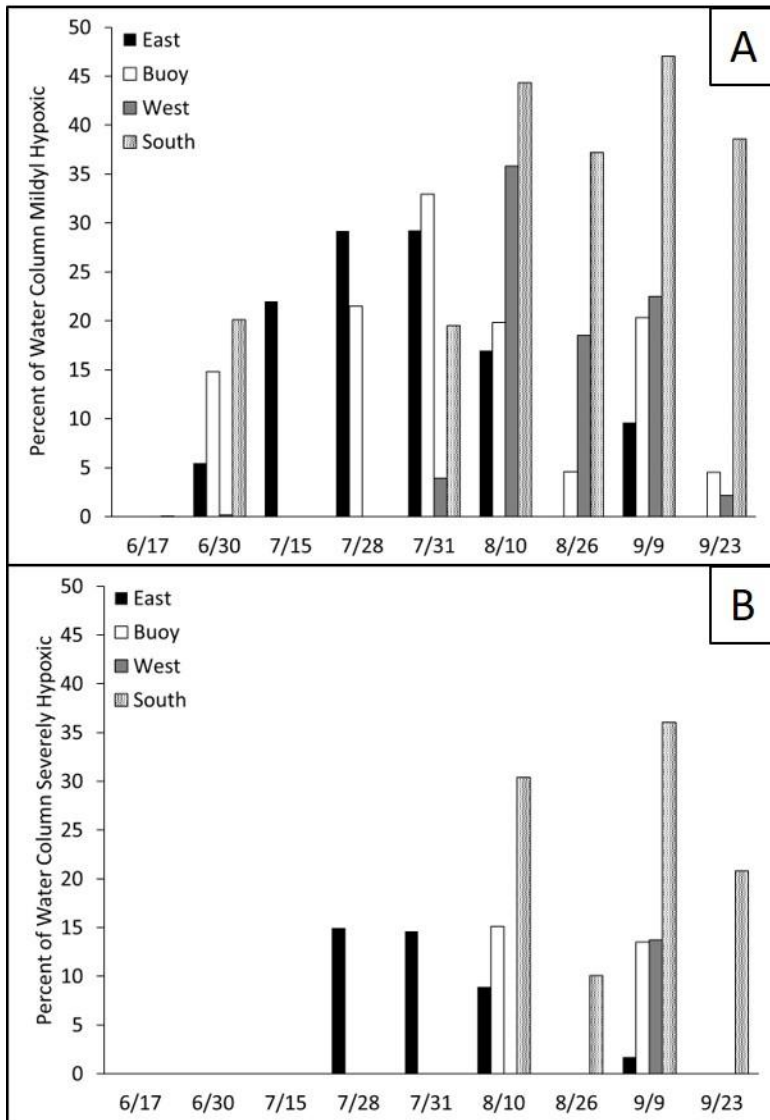 A
East
Buoy
West
South
Percent of Water Column Mildyl Hypoxic
50
45
40
35
30
25
20
15
10
5
0
6/17 6/30 7/15 7/28 7/31 8/10 8/26 9/9 9/23
B
East
Buoy
West
South
Percent of Water Column Severely Hypoxic
50
45
40
35
30
25
20
15
10
5
0
6/17 6/30 7/15 7/28 7/31 8/10 8/26 9/9 9/23